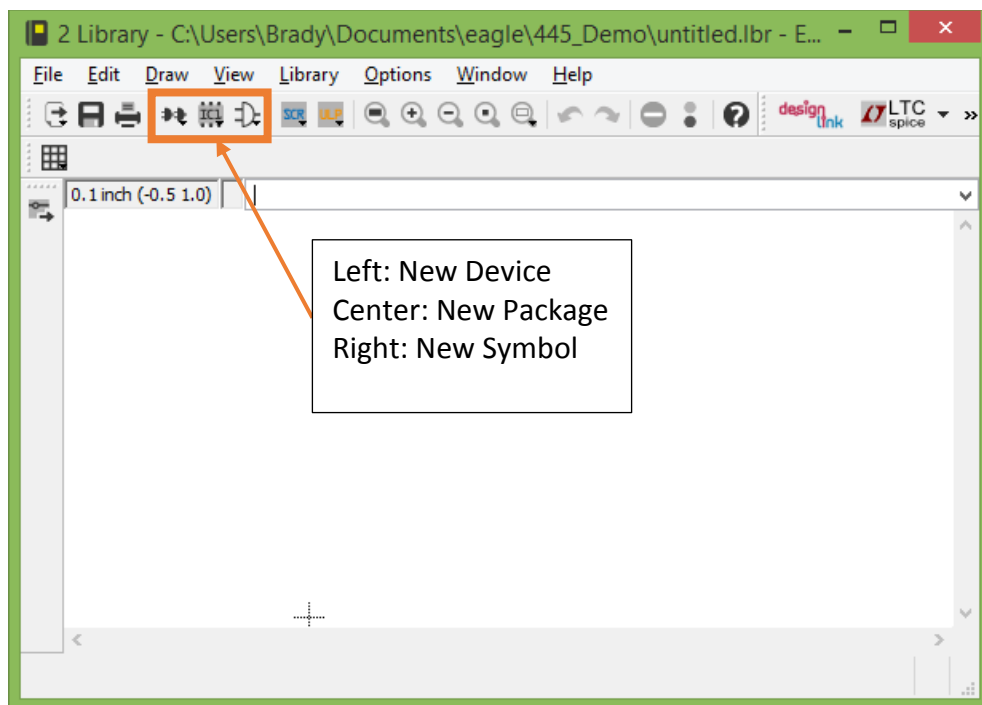 2 Library - C:\Users\Brady\Documents\eagle\445_Demo\untitled.lbr - E...
File Edit Draw View Library Options Window Help
ICL SCR ULP design link LTC spice
0.1 inch (-0.5 1.0)
Left: New Device
Center: New Package
Right: New Symbol